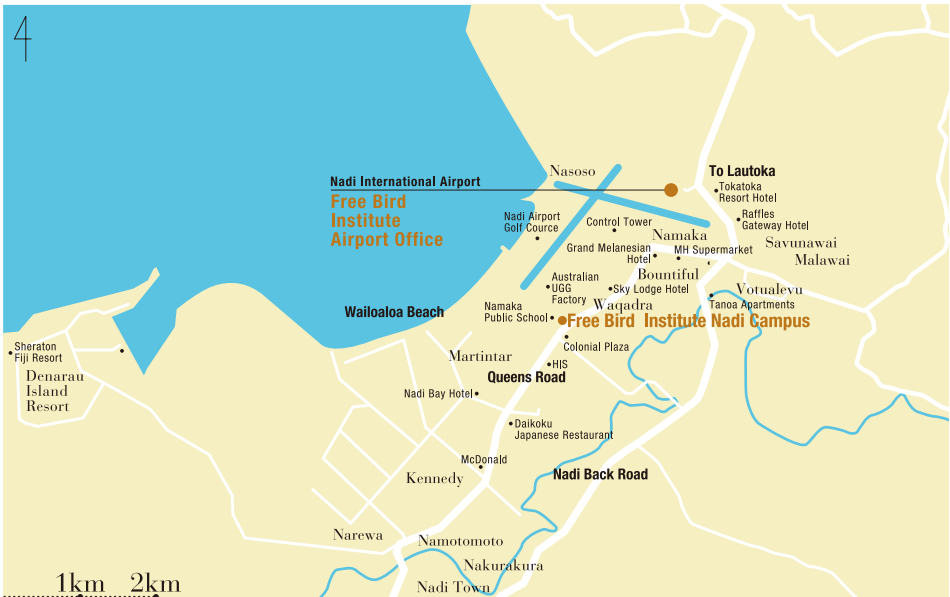 4
Nadi International Airport
Free Bird
Institute
Airport Office
Nasoso
To Lautoka
Tokatoka
Resort Hotel
Raffles
Gateway Hotel
Nadi Airport
Golf Cource
Control Tower
Namaka
Savunawai
Malawai
Grand Melanesian
Hotel
MH Supermarket
Bountiful
Australian
UGG
Factory
Sky Lodge Hotel
Votualevu
Waqadra
Tanoa Apartments
Wailoaloa Beach
Namaka
Public School
Free Bird Institute Nadi Campus
Colonial Plaza
Sheraton
Fiji Resort
Denarau
Island
Resort
Martintar
HIS
Queens Road
Nadi Bay Hotel
Daikoku
Japanese Restaurant
McDonald
Kennedy
Nadi Back Road
Narewa
Namotomoto
Nakurakura
Nadi Town
1km 2km